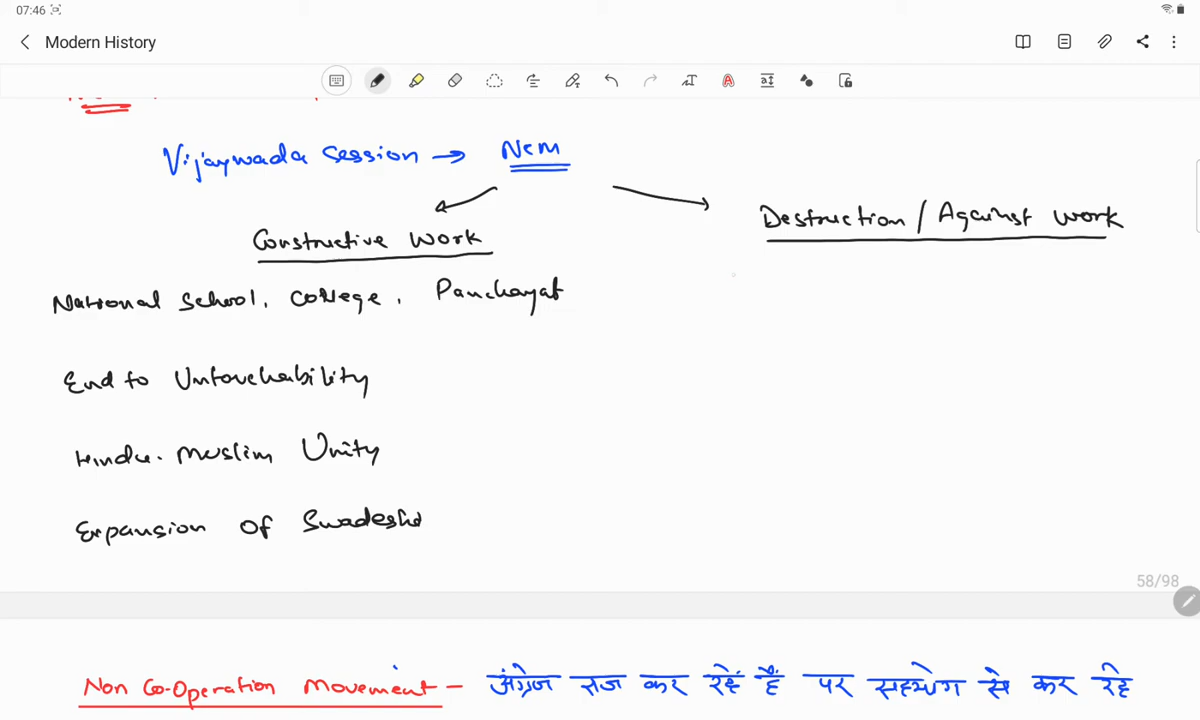 07:46
Modern History
Vijaywada Session → NCM
Constructive Work
Destruction / Against Work
National School, College, Panchayat
End to Untouchability
Hindu-Muslim Unity
Expansion of Swadeshi
58/98
Non Co-Operation Movement – अंग्रेज राज कर रहे हैं पर सहयोग से कर रहे